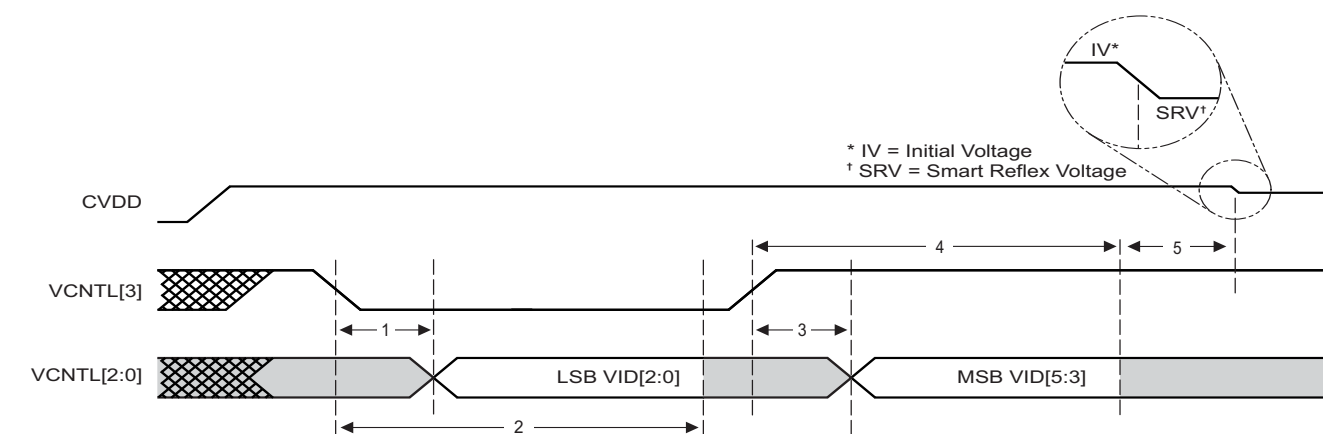 IV*
SRV†
* IV = Initial Voltage
† SRV = Smart Reflex Voltage
CVDD
4
5
VCNTL[3]
1
3
VCNTL[2:0]
LSB VID[2:0]
MSB VID[5:3]
2